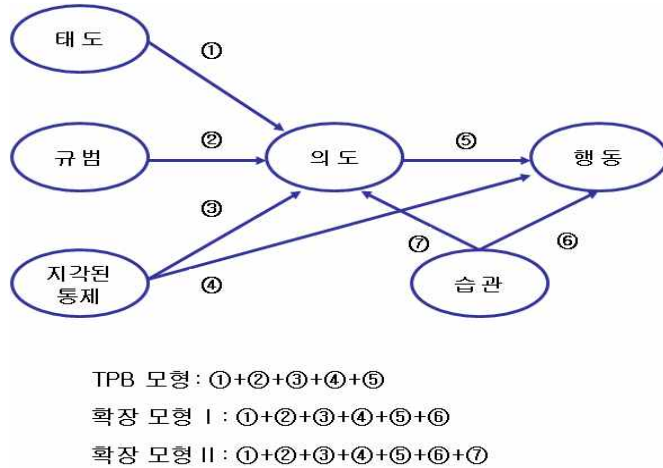 태 도
①
규 범
②
의 도
⑤
행 동
③
지각된
통제
④
⑦
⑥
습 관
TPB 모형 : ①+②+③+④+⑤
확장 모형 Ⅰ : ①+②+③+④+⑤+⑥
확장 모형 Ⅱ : ①+②+③+④+⑤+⑥+⑦